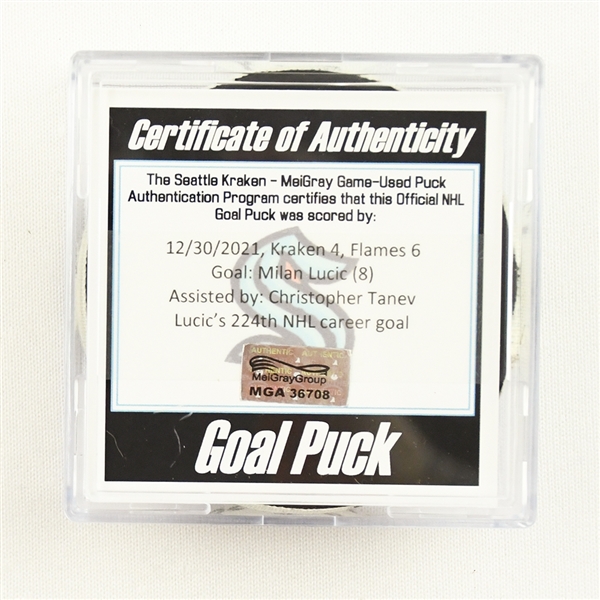 Certificate of Authenticity
The Seattle Kraken - MeiGray Game-Used Puck
Authentication Program certifies that this Official NHL
Goal Puck was scored by:
12/30/2021, Kraken 4, Flames 6
Goal: Milan Lucic (8)
Assisted by: Christopher Tanev
Lucic's 224th NHL career goal
AUTHENTIC
MeiGrayGroup
MGA 36708
Goal Puck